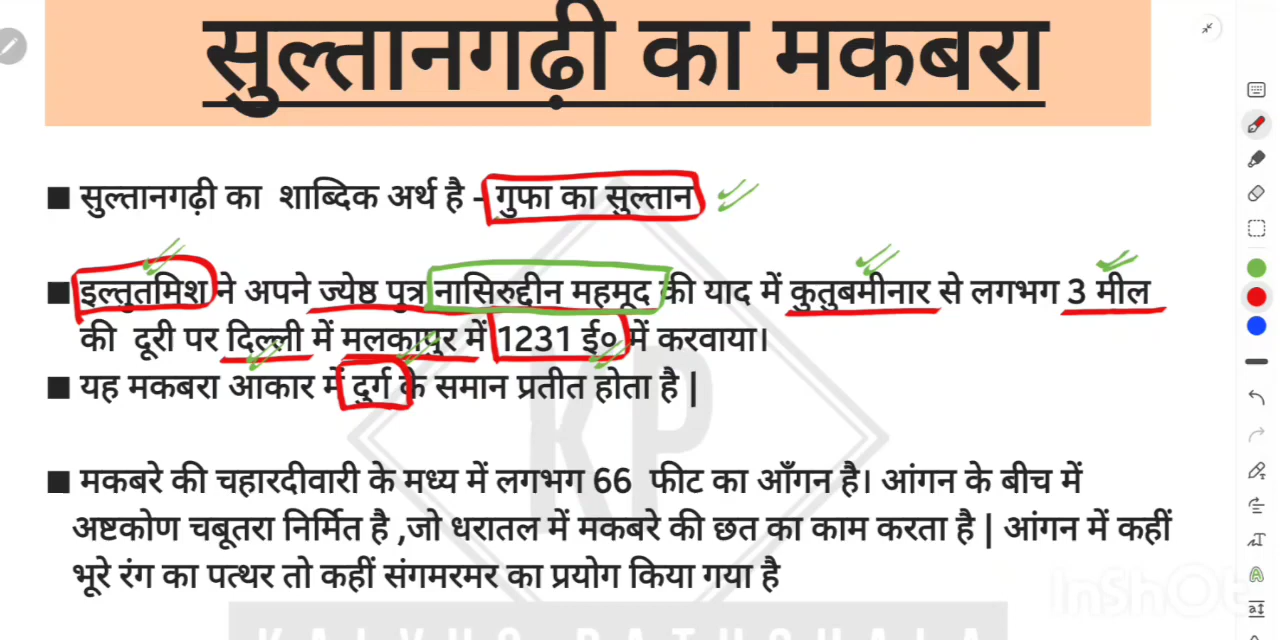 सुल्तानगढ़ी का मकबरा
■ सुल्तानगढ़ी का शाब्दिक अर्थ है - गुफा का सुल्तान
■ इल्तुतमिश ने अपने ज्येष्ठ पुत्र नासिरुद्दीन महमूद की याद में कुतुबमीनार से लगभग 3 मील
की दूरी पर दिल्ली में मलकापुर में 1231 ई० में करवाया।
■ यह मकबरा आकार में दुर्ग के समान प्रतीत होता है |
■ मकबरे की चहारदीवारी के मध्य में लगभग 66 फीट का आँगन है। आंगन के बीच में
अष्टकोण चबूतरा निर्मित है ,जो धरातल में मकबरे की छत का काम करता है | आंगन में कहीं
भूरे रंग का पत्थर तो कहीं संगमरमर का प्रयोग किया गया है
KP
InShOt